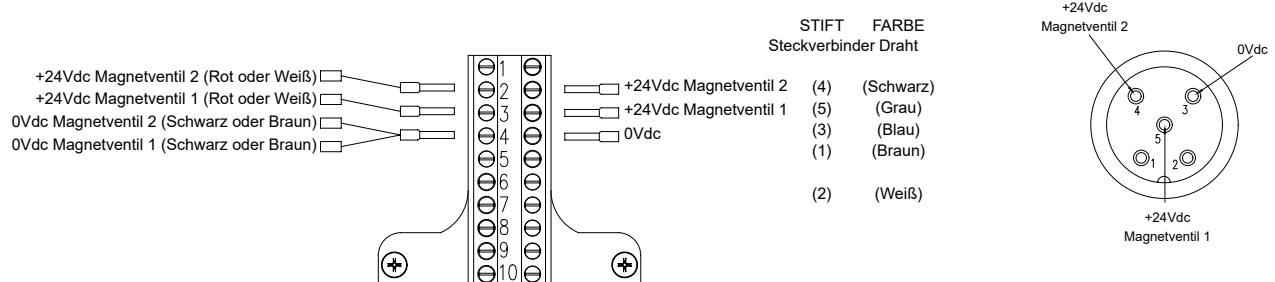 +24Vdc Magnetventil 2 (Rot oder Weiß)
+24Vdc Magnetventil 1 (Rot oder Weiß)
0Vdc Magnetventil 2 (Schwarz oder Braun)
0Vdc Magnetventil 1 (Schwarz oder Braun)
1
2
3
4
5
6
7
8
9
10
+24Vdc Magnetventil 2
+24Vdc Magnetventil 1
0Vdc
STIFT FARBE
Steckverbinder Draht
(4) (Schwarz)
(5) (Grau)
(3) (Blau)
(1) (Braun)
(2) (Weiß)
+24Vdc
Magnetventil 2
0Vdc
4 3
5
1 2
+24Vdc
Magnetventil 1